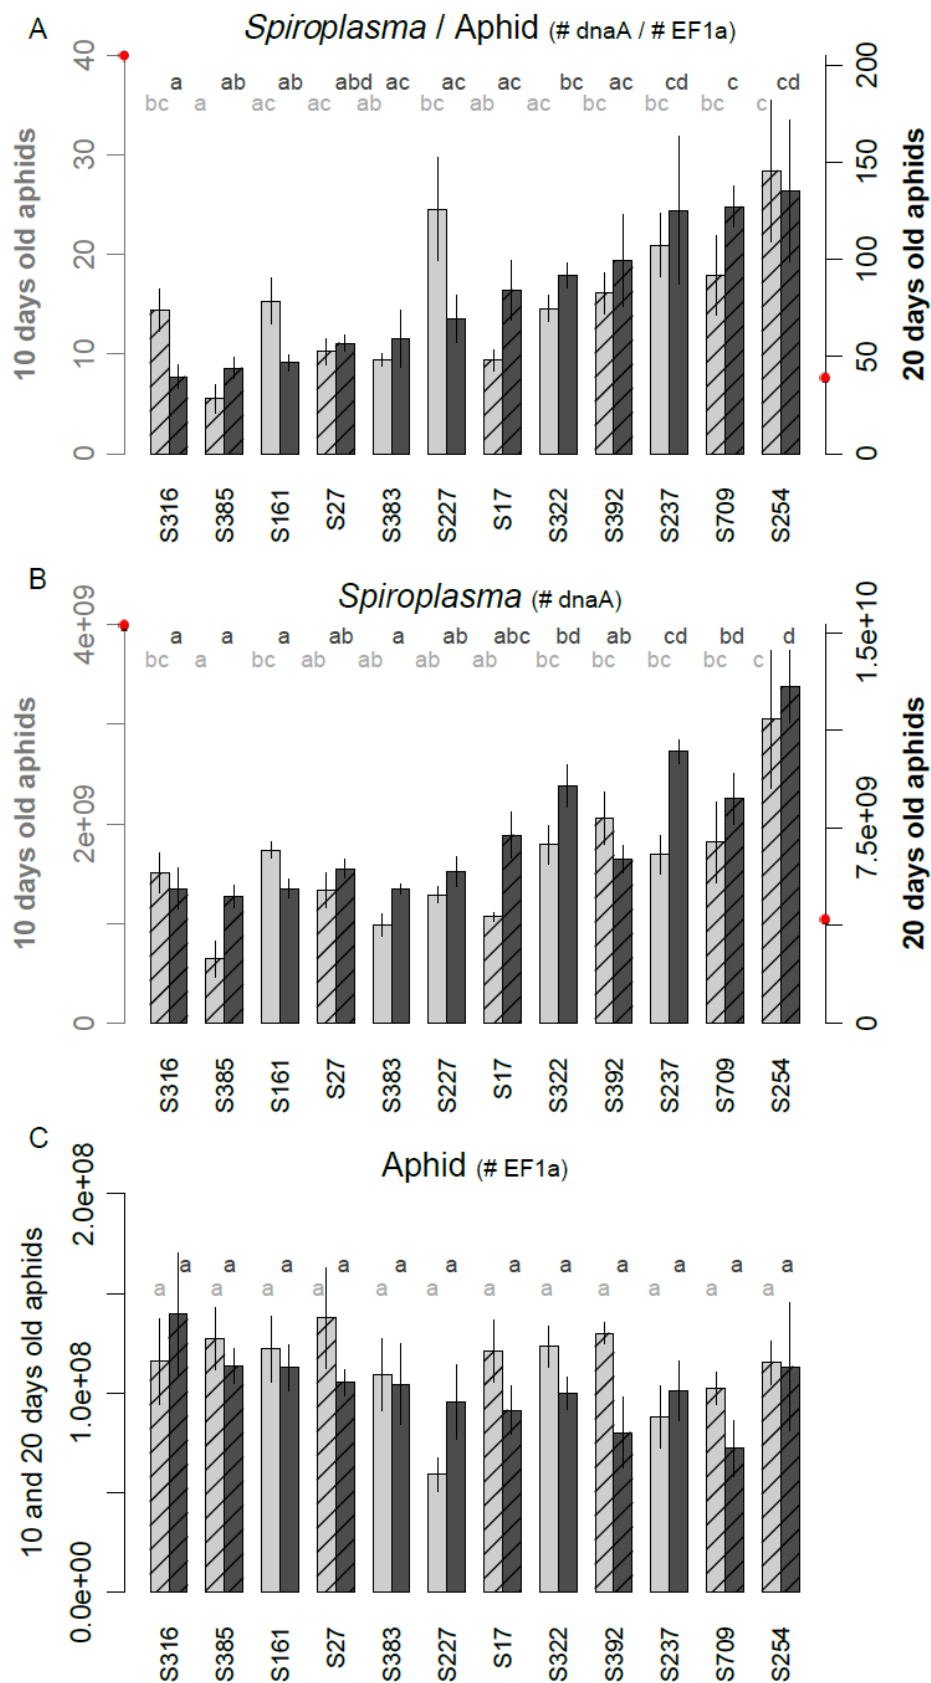 A
Spiroplasma / Aphid (# dnaA / # EF1a)
10 days old aphids
0 10 20 30 40
20 days old aphids
0 50 100 150 200
a ab ab abd ac ac ac bc ac cd c cd
bc a ac ac ab bc ab ac bc bc bc c
S316 S385 S161 S27 S383 S227 S17 S322 S392 S237 S709 S254
B
Spiroplasma (# dnaA)
10 days old aphids
0 2e+09 4e+09
20 days old aphids
0 7.5e+09 1.5e+10
a a a ab a ab abc bd ab cd bd d
bc a bc ab ab ab ab bc bc bc bc c
S316 S385 S161 S27 S383 S227 S17 S322 S392 S237 S709 S254
C
Aphid (# EF1a)
10 and 20 days old aphids
0.0e+00 1.0e+08 2.0e+08
a a a a a a a a a a a a
a a a a a a a a a a a a
S316 S385 S161 S27 S383 S227 S17 S322 S392 S237 S709 S254